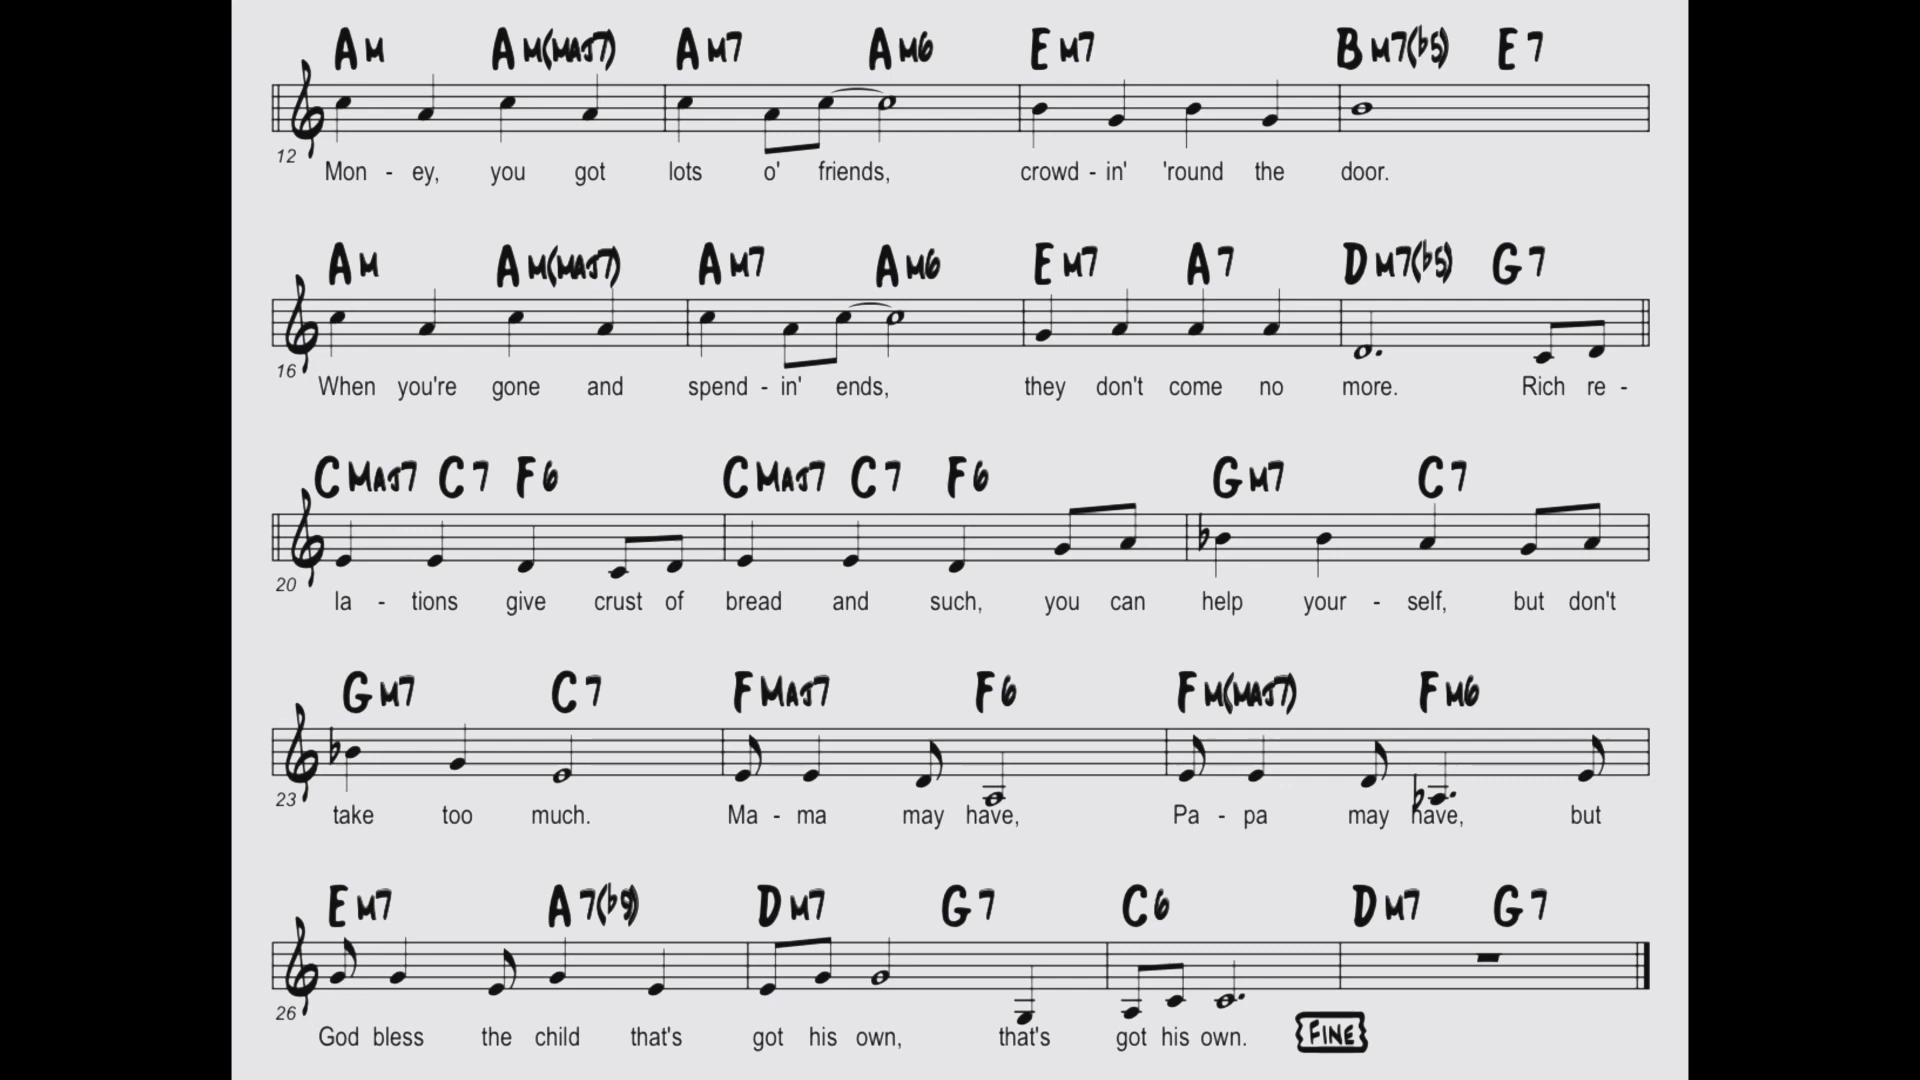 AM AM(MAJ7) AM7 AM6 EM7 BM7(♭5) E7
12
Mon - ey, you got lots o' friends, crowd - in' 'round the door.
AM AM(MAJ7) AM7 AM6 EM7 A7 DM7(♭5) G7
16
When you're gone and spend - in' ends, they don't come no more. Rich re -
CMAJ7 C7 F6 CMAJ7 C7 F6 GM7 C7
20
la - tions give crust of bread and such, you can help your - self, but don't
GM7 C7 FMAJ7 F6 FM(MAJ7) FM6
23
take too much. Ma - ma may have, Pa - pa may have, but
EM7 A7(♭9) DM7 G7 C6 DM7 G7
26
God bless the child that's got his own, that's got his own. FINE